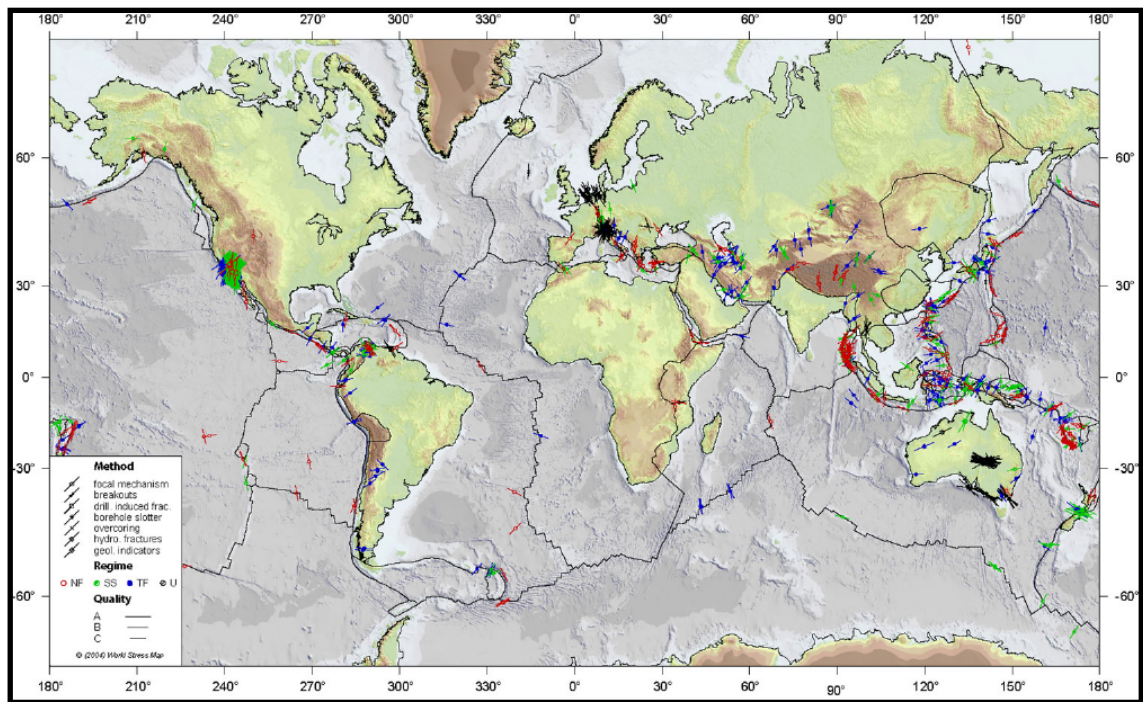 180° 210° 240° 270° 300° 330° 0° 30° 60° 90° 120° 150° 180°
60° 60°
30° 30°
0° 0°
-30° -30°
Method
focal mechanism
breakouts
drill. induced frac.
borehole slotter
overcoring
hydro. fractures
geol. indicators
Regime
NF SS TF U
Quality
A
B
C
© (2004) World Stress Map
-60° -60°
180° 210° 240° 270° 300° 330° 0° 30° 60° 90° 120° 150° 180°